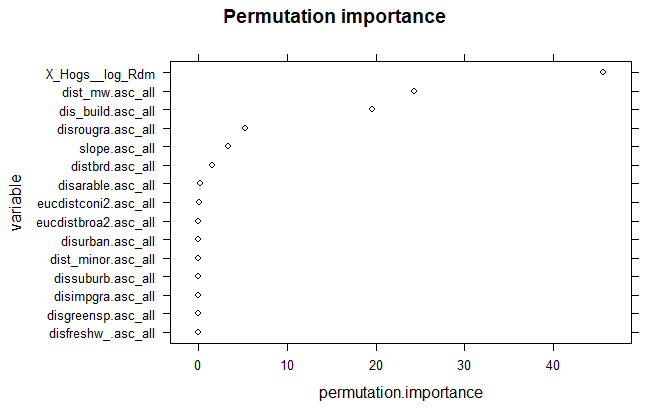 Permutation importance
variable
X_Hogs__log_Rdm
dist_mw.asc_all
dis_build.asc_all
disrougra.asc_all
slope.asc_all
distbrd.asc_all
disarable.asc_all
eucdistconi2.asc_all
eucdistbroa2.asc_all
disurban.asc_all
dist_minor.asc_all
dissuburb.asc_all
disimpgra.asc_all
disgreensp.asc_all
disfreshw_.asc_all
0 10 20 30 40
permutation.importance